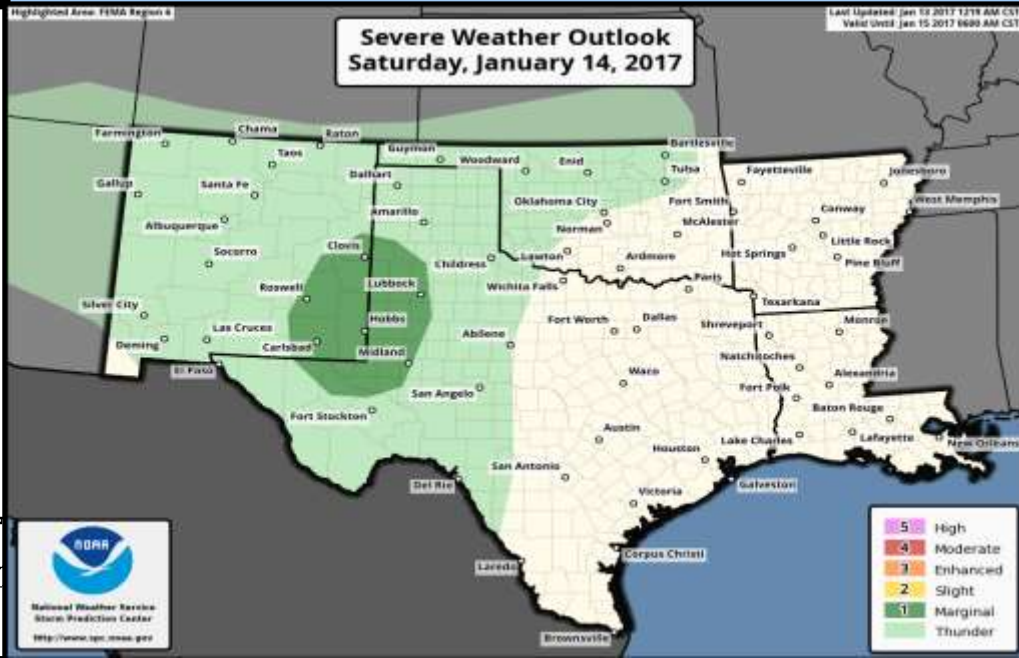 Highlighted Area: FEMA Region 6
Last Updated: Jan 13 2017 1219 AM CST
Valid Until: Jan 15 2017 0600 AM CST
Severe Weather Outlook
Saturday, January 14, 2017
Farmington
Chama
Raton
Taos
Guymon
Woodward
Enid
Bartlesville
Tulsa
Fayetteville
Jonesboro
Gallup
Santa Fe
Dalhart
Oklahoma City
Fort Smith
Conway
West Memphis
Albuquerque
Amarillo
Norman
McAlester
Little Rock
Socorro
Clovis
Childress
Lawton
Ardmore
Hot Springs
Pine Bluff
Roswell
Lubbock
Wichita Falls
Paris
Texarkana
Silver City
Las Cruces
Hobbs
Abilene
Fort Worth
Dallas
Shreveport
Monroe
Deming
Carlsbad
Midland
Natchitoches
El Paso
San Angelo
Waco
Fort Polk
Alexandria
Fort Stockton
Baton Rouge
Austin
Houston
Lake Charles
Lafayette
New Orleans
Del Rio
San Antonio
Victoria
Galveston
Laredo
Corpus Christi
Brownsville
NOAA
National Weather Service
Storm Prediction Center
http://www.spc.noaa.gov
5 High
4 Moderate
3 Enhanced
2 Slight
1 Marginal
Thunder